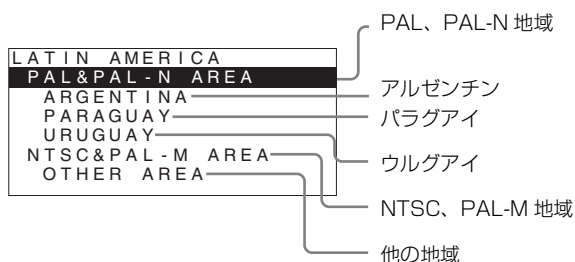 LATIN AMERICA
PAL&PAL-N AREA
ARGENTINA
PARAGUAY
URUGUAY
NTSC&PAL-M AREA
OTHER AREA
PAL、PAL-N 地域
アルゼンチン
パラグアイ
ウルグアイ
NTSC、PAL-M 地域
他の地域